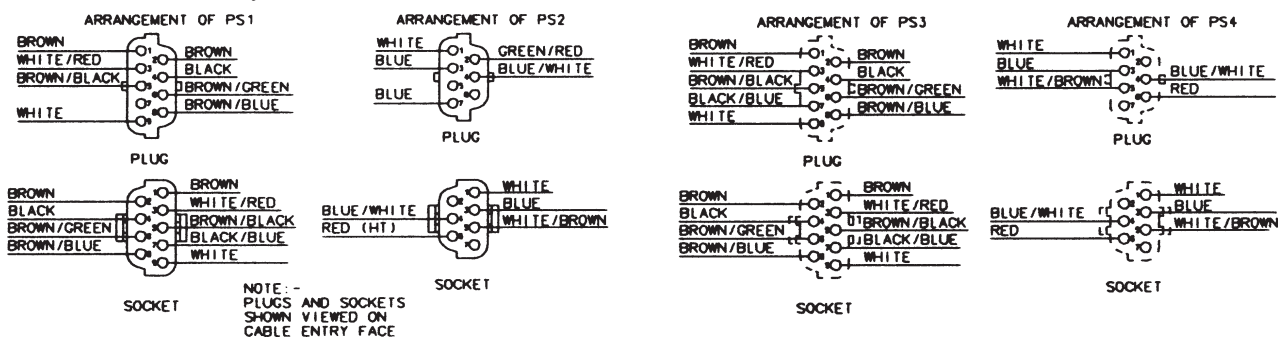 ARRANGEMENT OF PS1
BROWN
WHITE/RED
BROWN/BLACK
WHITE
BROWN
BLACK
BROWN/GREEN
BROWN/BLUE
PLUG
ARRANGEMENT OF PS2
WHITE
BLUE
BLUE
GREEN/RED
BLUE/WHITE
PLUG
ARRANGEMENT OF PS3
BROWN
WHITE/RED
BROWN/BLACK
BLACK/BLUE
WHITE
BROWN
BLACK
BROWN/GREEN
BROWN/BLUE
PLUG
ARRANGEMENT OF PS4
WHITE
BLUE
WHITE/BROWN
BLUE/WHITE
RED
PLUG
BROWN
BLACK
BROWN/GREEN
BROWN/BLUE
BROWN
WHITE/RED
BROWN/BLACK
BLACK/BLUE
WHITE
SOCKET
BLUE/WHITE
RED (HT)
WHITE
BLUE
WHITE/BROWN
SOCKET
NOTE:-
PLUGS AND SOCKETS
SHOWN VIEWED ON
CABLE ENTRY FACE
BROWN
BLACK
BROWN/GREEN
BROWN/BLUE
BROWN
WHITE/RED
BROWN/BLACK
BLACK/BLUE
WHITE
SOCKET
BLUE/WHITE
RED
WHITE
BLUE
WHITE/BROWN
SOCKET